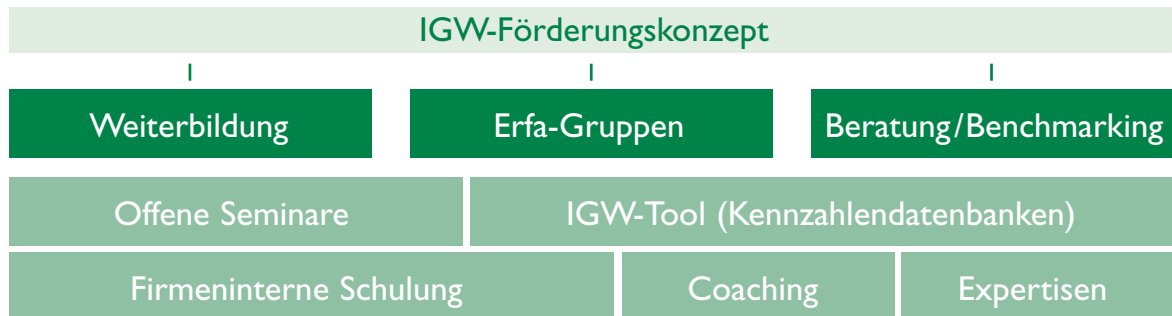 IGW-Förderungskonzept
Weiterbildung
Erfa-Gruppen
Beratung/Benchmarking
Offene Seminare
IGW-Tool (Kennzahlendatenbanken)
Firmeninterne Schulung
Coaching
Expertisen